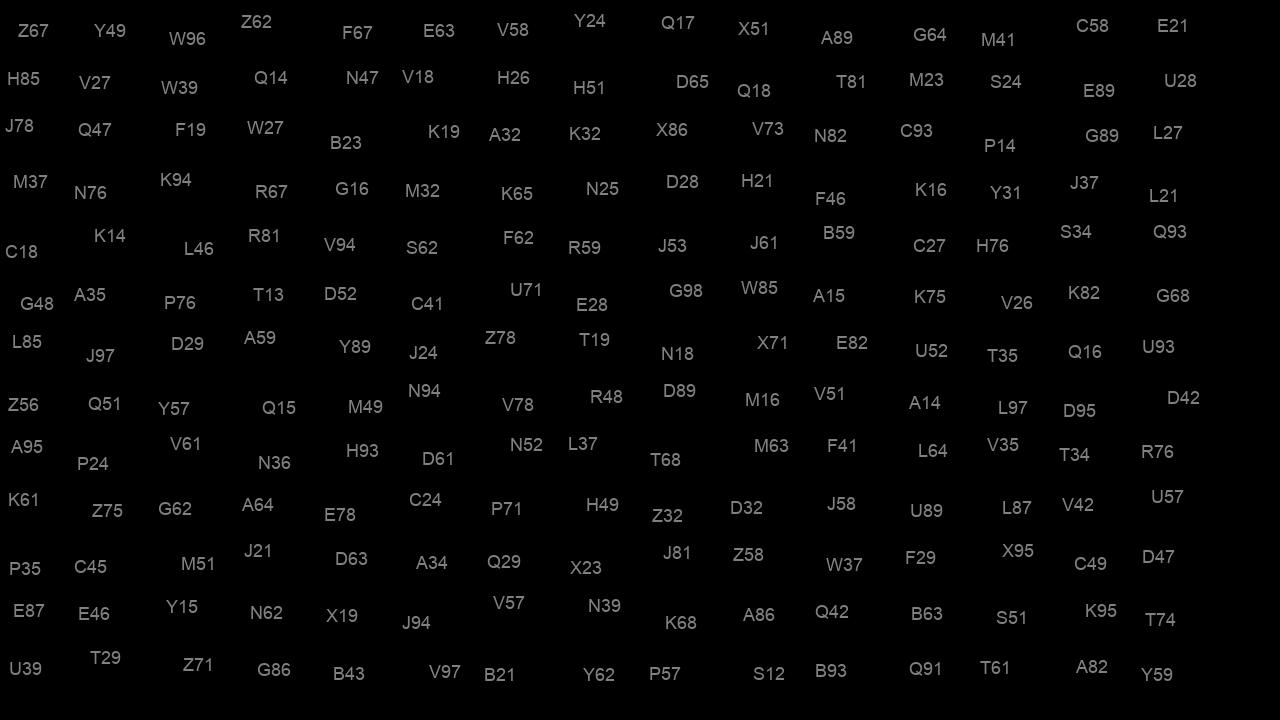 Z67 Y49 W96 Z62 F67 E63 V58 Y24 Q17 X51 A89 G64 M41 C58 E21
H85 V27 W39 Q14 N47 V18 H26 H51 D65 Q18 T81 M23 S24 E89 U28
J78 Q47 F19 W27 B23 K19 A32 K32 X86 V73 N82 C93 P14 G89 L27
M37 N76 K94 R67 G16 M32 K65 N25 D28 H21 F46 K16 Y31 J37 L21
C18 K14 L46 R81 V94 S62 F62 R59 J53 J61 B59 C27 H76 S34 Q93
G48 A35 P76 T13 D52 C41 U71 E28 G98 W85 A15 K75 V26 K82 G68
L85 J97 D29 A59 Y89 J24 Z78 T19 N18 X71 E82 U52 T35 Q16 U93
Z56 Q51 Y57 Q15 M49 N94 V78 R48 D89 M16 V51 A14 L97 D95 D42
A95 P24 V61 N36 H93 D61 N52 L37 T68 M63 F41 L64 V35 T34 R76
K61 Z75 G62 A64 E78 C24 P71 H49 Z32 D32 J58 U89 L87 V42 U57
P35 C45 M51 J21 D63 A34 Q29 X23 J81 Z58 W37 F29 X95 C49 D47
E87 E46 Y15 N62 X19 J94 V57 N39 K68 A86 Q42 B63 S51 K95 T74
U39 T29 Z71 G86 B43 V97 B21 Y62 P57 S12 B93 Q91 T61 A82 Y59